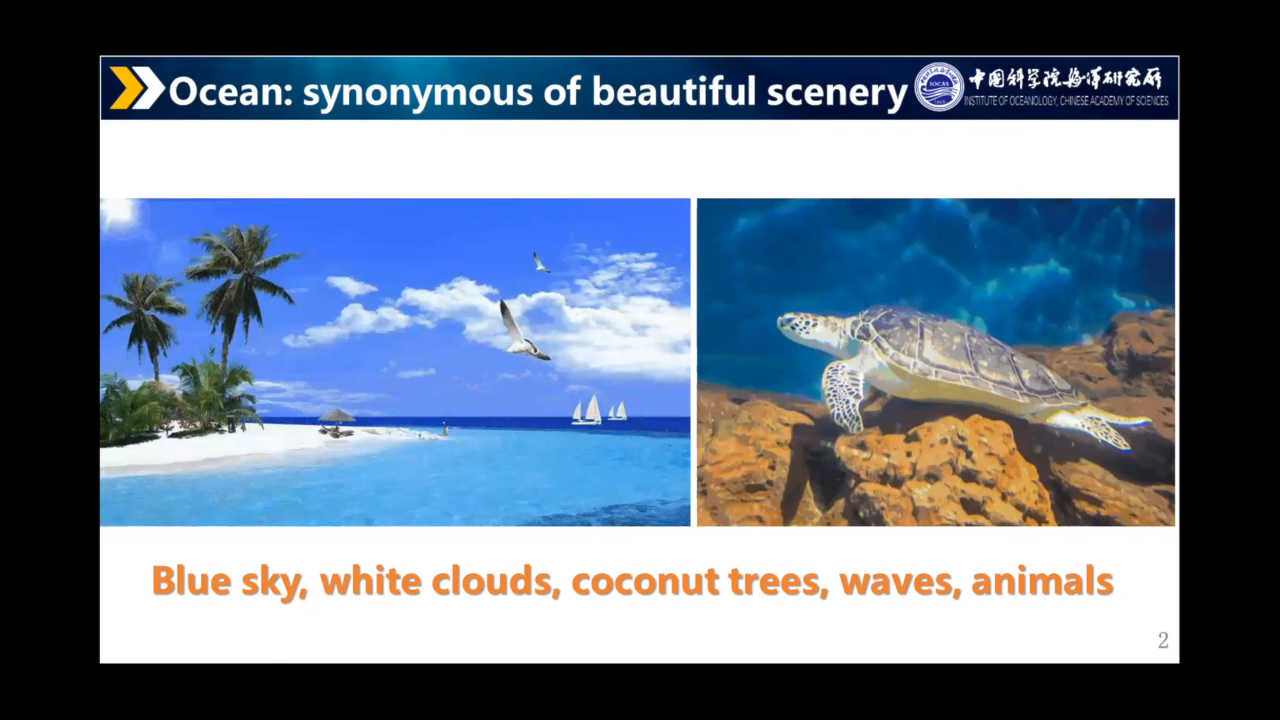 Ocean: synonymous of beautiful scenery
IOCAS
中国科学院海洋研究所
INSTITUTE OF OCEANOLOGY, CHINESE ACADEMY OF SCIENCES
Blue sky, white clouds, coconut trees, waves, animals
2